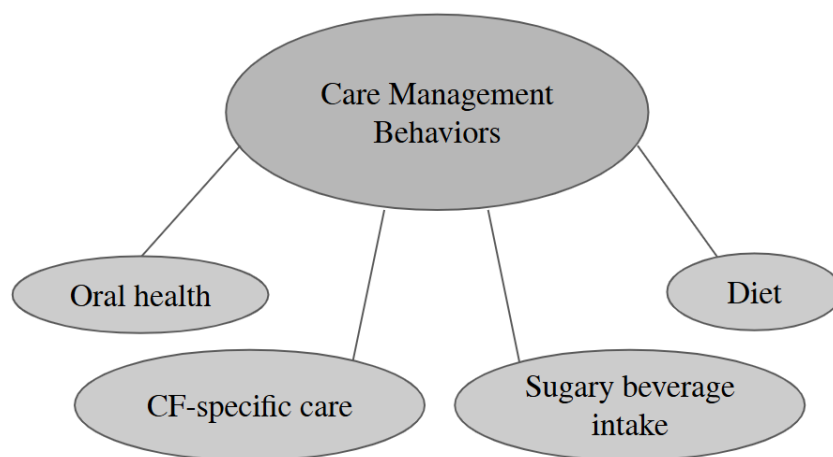 Care Management
Behaviors
Oral health
Diet
CF-specific care
Sugary beverage
intake